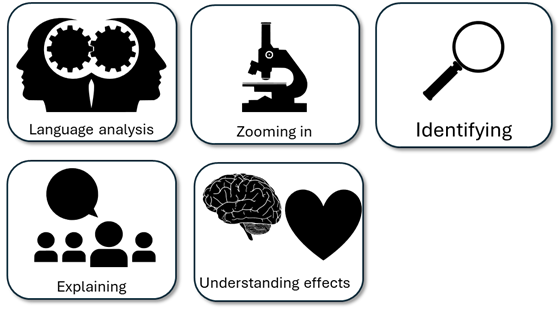 Language analysis
Zooming in
Identifying
Explaining
Understanding effects